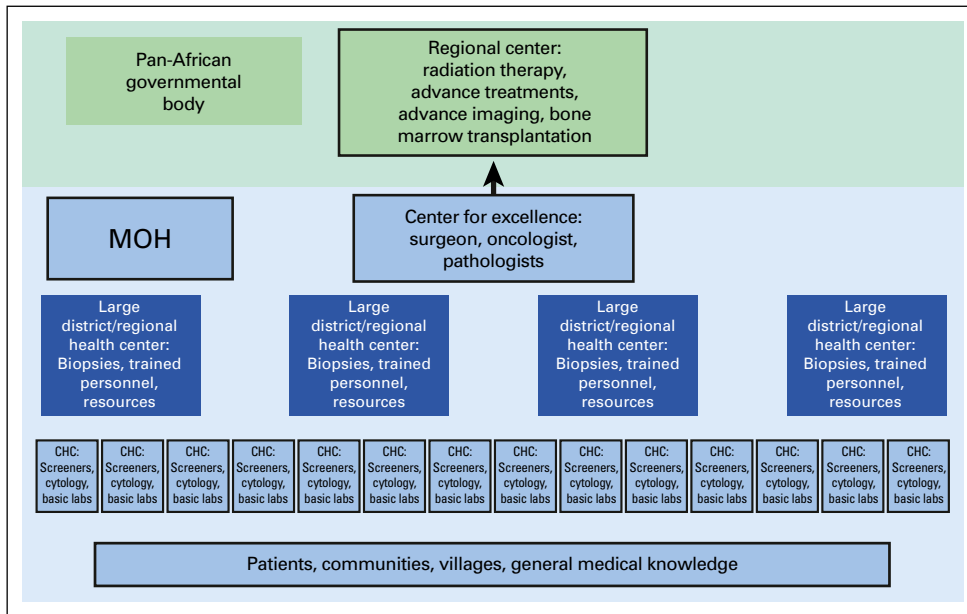 Pan-African
governmental
body
Regional center:
radiation therapy,
advance treatments,
advance imaging, bone
marrow transplantation
MOH
Center for excellence:
surgeon, oncologist,
pathologists
Large
district/regional
health center:
Biopsies, trained
personnel,
resources
Large
district/regional
health center:
Biopsies, trained
personnel,
resources
Large
district/regional
health center:
Biopsies, trained
personnel,
resources
Large
district/regional
health center:
Biopsies, trained
personnel,
resources
CHC:
Screeners,
cytology,
basic labs
CHC:
Screeners,
cytology,
basic labs
CHC:
Screeners,
cytology,
basic labs
CHC:
Screeners,
cytology,
basic labs
CHC:
Screeners,
cytology,
basic labs
CHC:
Screeners,
cytology,
basic labs
CHC:
Screeners,
cytology,
basic labs
CHC:
Screeners,
cytology,
basic labs
CHC:
Screeners,
cytology,
basic labs
CHC:
Screeners,
cytology,
basic labs
CHC:
Screeners,
cytology,
basic labs
CHC:
Screeners,
cytology,
basic labs
CHC:
Screeners,
cytology,
basic labs
CHC:
Screeners,
cytology,
basic labs
Patients, communities, villages, general medical knowledge